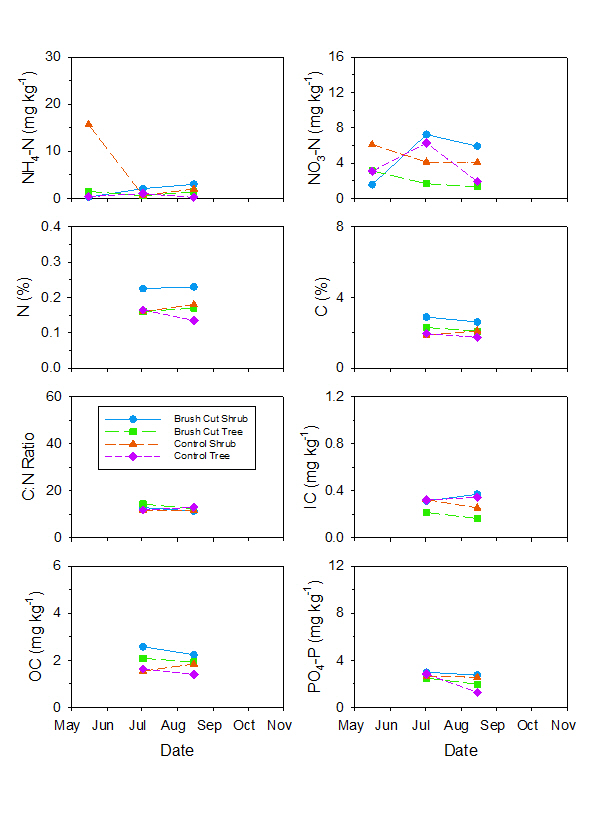 30
20
10
0
NH4-N (mg kg-1)
16
12
8
4
0
NO3-N (mg kg-1)
0.4
0.3
0.2
0.1
0.0
N (%)
8
4
0
C (%)
60
40
20
0
C:N Ratio
Brush Cut Shrub
Brush Cut Tree
Control Shrub
Control Tree
1.2
0.8
0.4
0.0
IC (mg kg-1)
6
4
2
0
OC (mg kg-1)
May Jun Jul Aug Sep Oct Nov
Date
12
8
4
0
PO4-P (mg kg-1)
May Jun Jul Aug Sep Oct Nov
Date